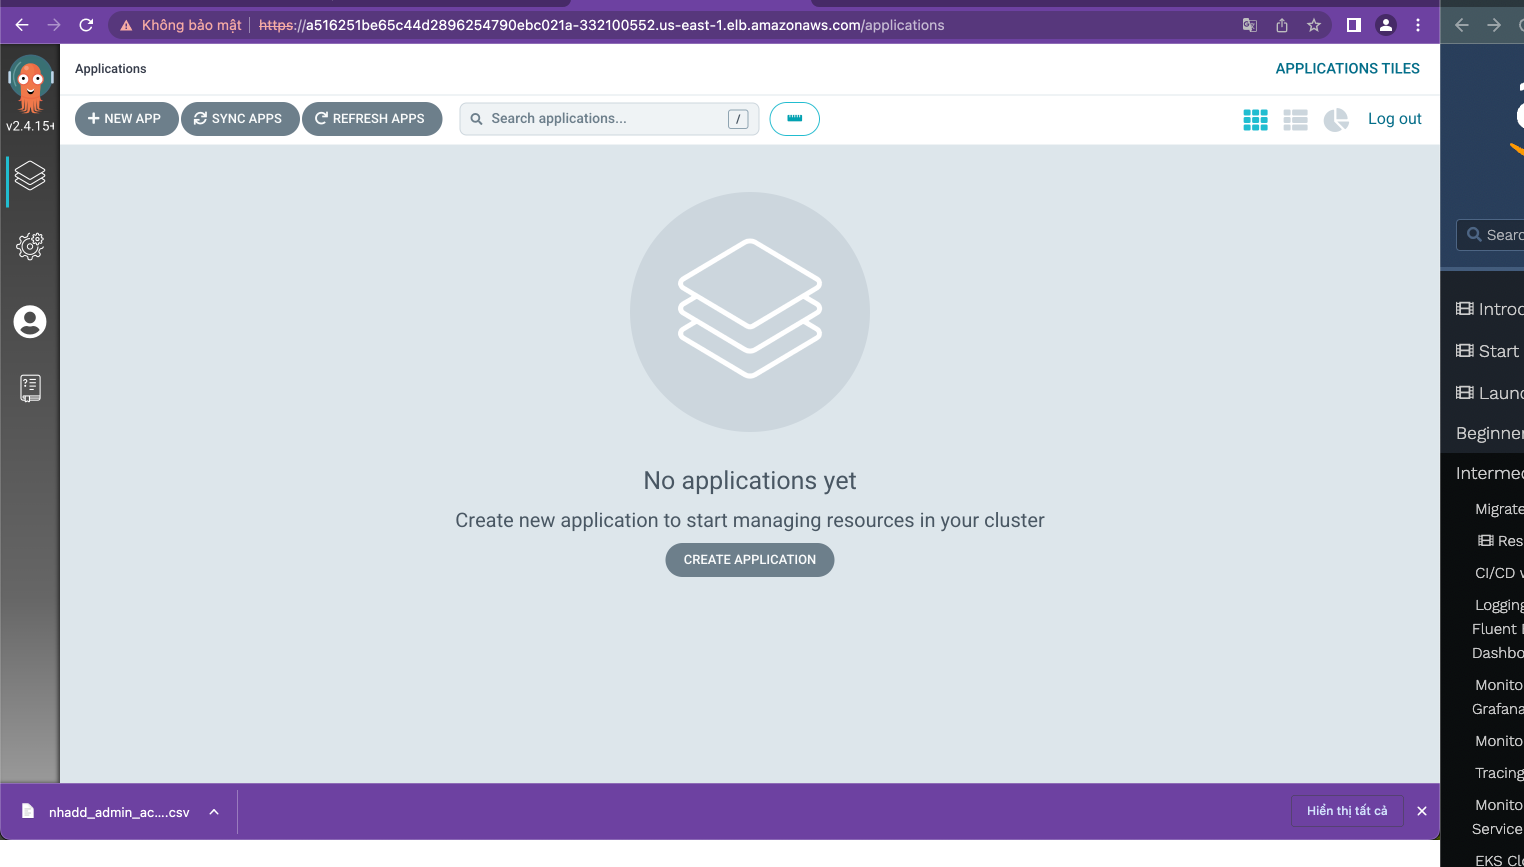 Không bảo mật
https://a516251be65c44d2896254790ebc021a-332100552.us-east-1.elb.amazonaws.com/applications
v2.4.15+
Applications
APPLICATIONS TILES
NEW APP
SYNC APPS
REFRESH APPS
Search applications...
/
Log out
No applications yet
Create new application to start managing resources in your cluster
CREATE APPLICATION
nhadd_admin_ac....csv
Hiển thị tất cả
Searc
Introd
Start
Launc
Beginner
Intermed
Migrate
Res
CI/CD
Logging
Fluent
Dashbo
Monito
Grafana
Monito
Tracing
Monito
Service
EKS Cl